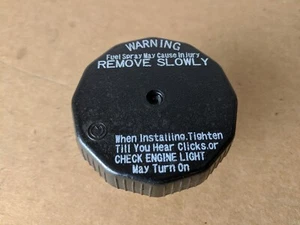 WARNING
Fuel Spray May Cause Injury
REMOVE SLOWLY
When Installing, Tighten
Till You Hear Clicks, or
CHECK ENGINE LIGHT
May Turn On